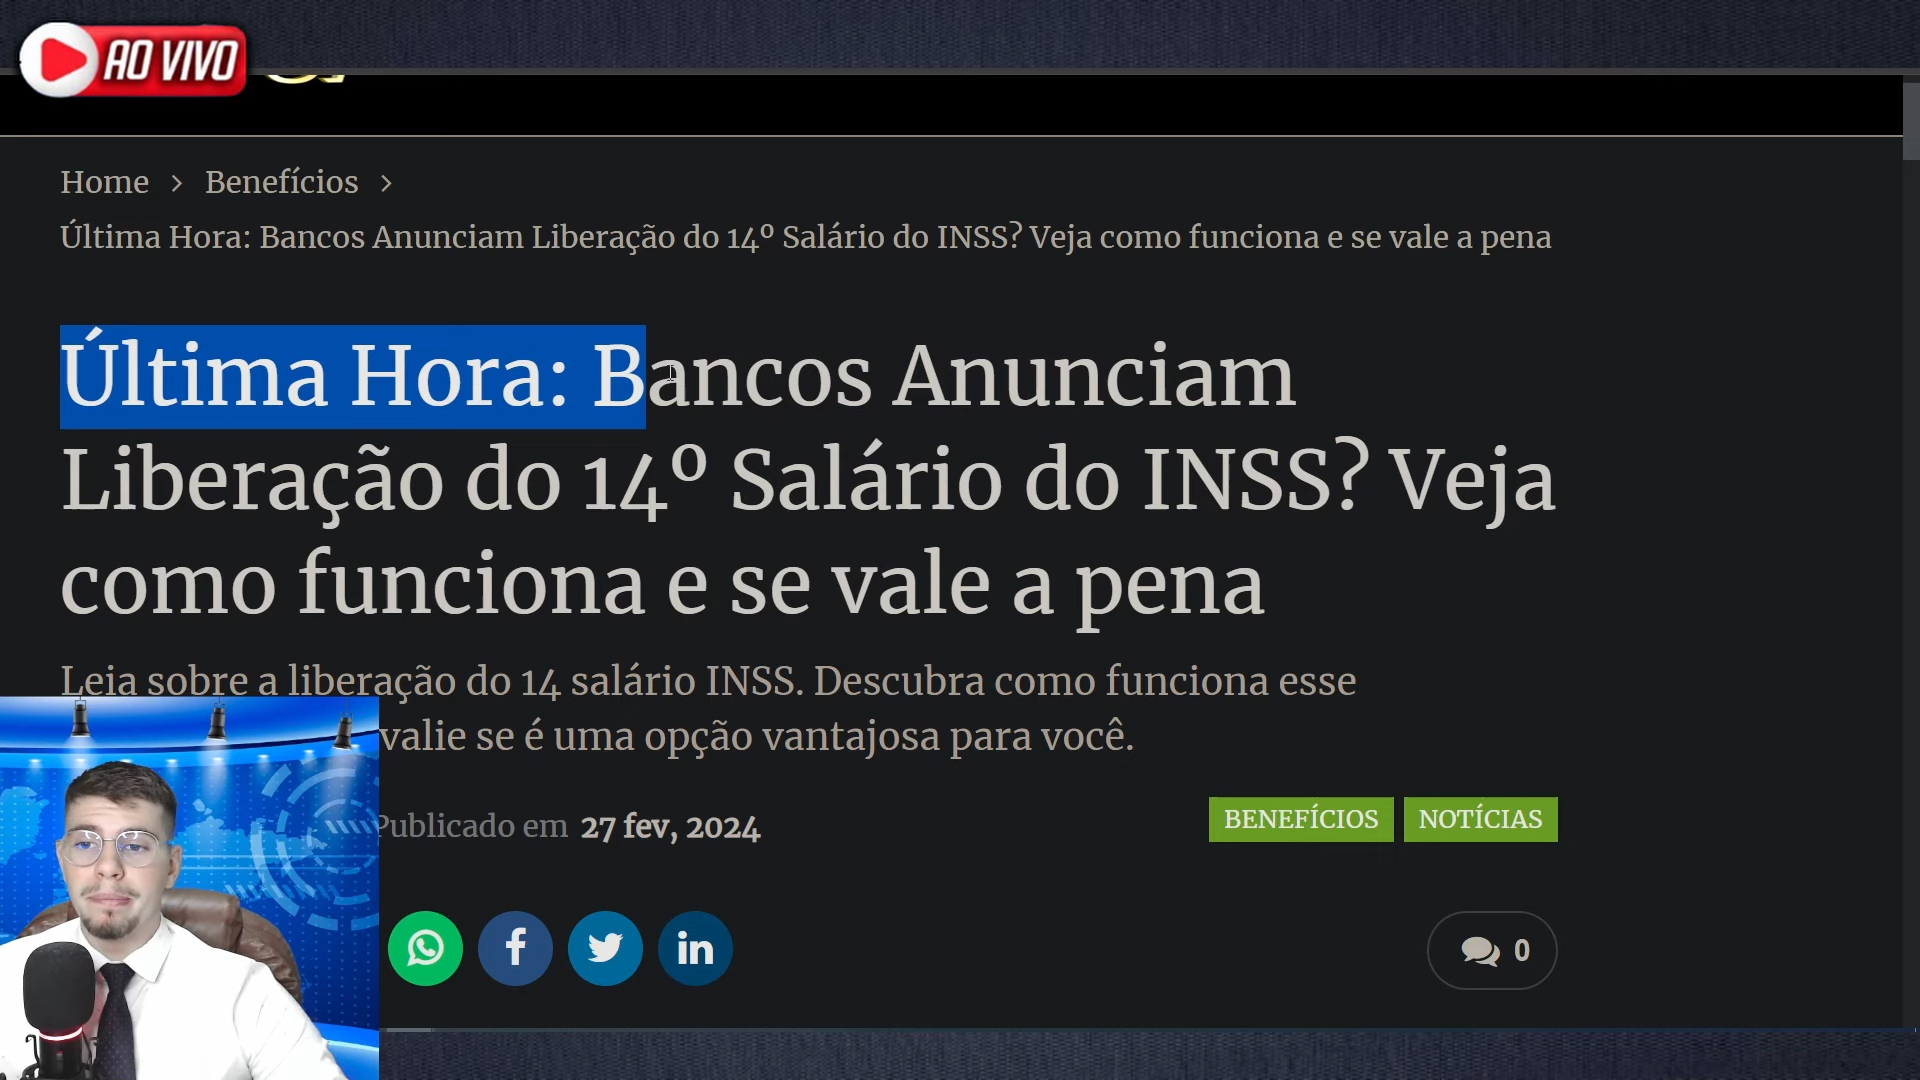 AO VIVO
Home > Benefícios >
Última Hora: Bancos Anunciam Liberação do 14º Salário do INSS? Veja como funciona e se vale a pena
Última Hora: Bancos Anunciam
Liberação do 14º Salário do INSS? Veja
como funciona e se vale a pena
Leia sobre a liberação do 14 salário INSS. Descubra como funciona esse
valie se é uma opção vantajosa para você.
Publicado em 27 fev, 2024
BENEFÍCIOS
NOTÍCIAS
0